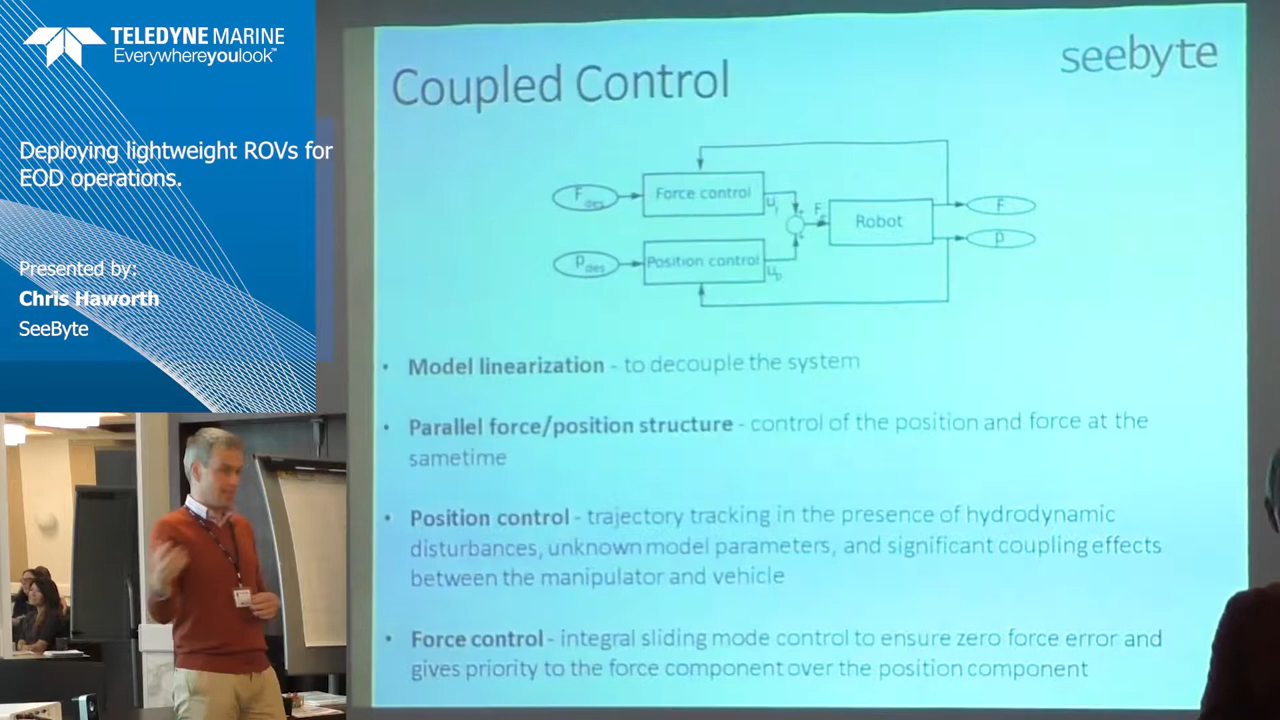 TELEDYNE MARINE
Everywhereyoulook™
Deploying lightweight ROVs for
EOD operations.
Presented by:
Chris Haworth
SeeByte
seebyte
Coupled Control
F des
Force control
u f
F
Robot
F
P des
Position control
u p
P
• Model linearization - to decouple the system
• Parallel force/position structure - control of the position and force at the
sametime
• Position control - trajectory tracking in the presence of hydrodynamic
disturbances, unknown model parameters, and significant coupling effects
between the manipulator and vehicle
• Force control - integral sliding mode control to ensure zero force error and
gives priority to the force component over the position component